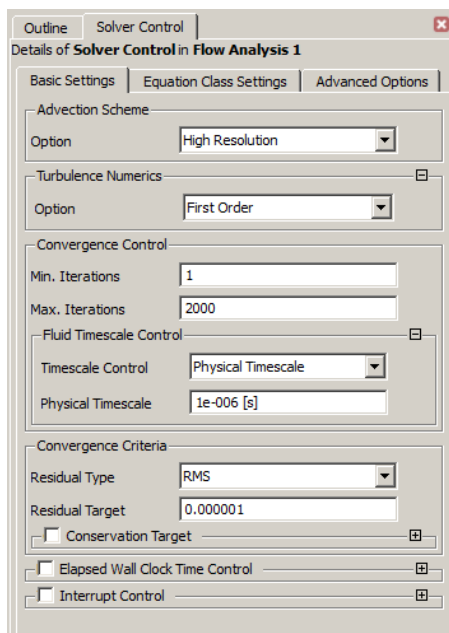 Outline Solver Control
Details of Solver Control in Flow Analysis 1
Basic Settings Equation Class Settings Advanced Options
Advection Scheme
Option High Resolution
Turbulence Numerics
Option First Order
Convergence Control
Min. Iterations 1
Max. Iterations 2000
Fluid Timescale Control
Timescale Control Physical Timescale
Physical Timescale 1e-006 [s]
Convergence Criteria
Residual Type RMS
Residual Target 0.000001
Conservation Target
Elapsed Wall Clock Time Control
Interrupt Control